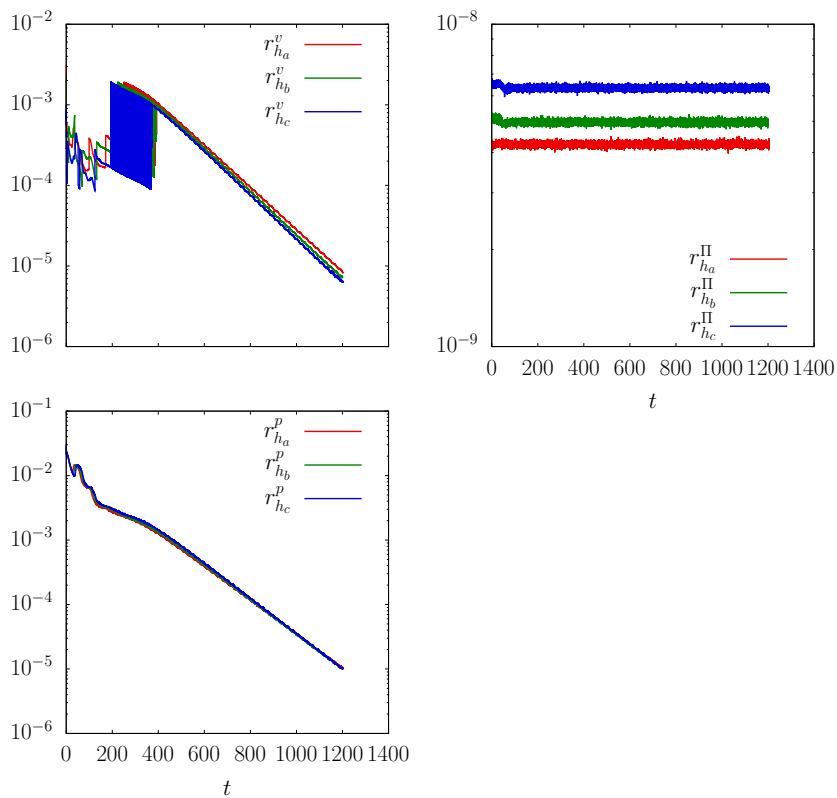 10^{-2}
10^{-3}
10^{-4}
10^{-5}
10^{-6}
r^v_{h_a}
r^v_{h_b}
r^v_{h_c}
10^{-8}
10^{-9}
r^Π_{h_a}
r^Π_{h_b}
r^Π_{h_c}
0 200 400 600 800 1000 1200 1400
t
10^{-1}
10^{-2}
10^{-3}
10^{-4}
10^{-5}
10^{-6}
r^p_{h_a}
r^p_{h_b}
r^p_{h_c}
0 200 400 600 800 1000 1200 1400
t